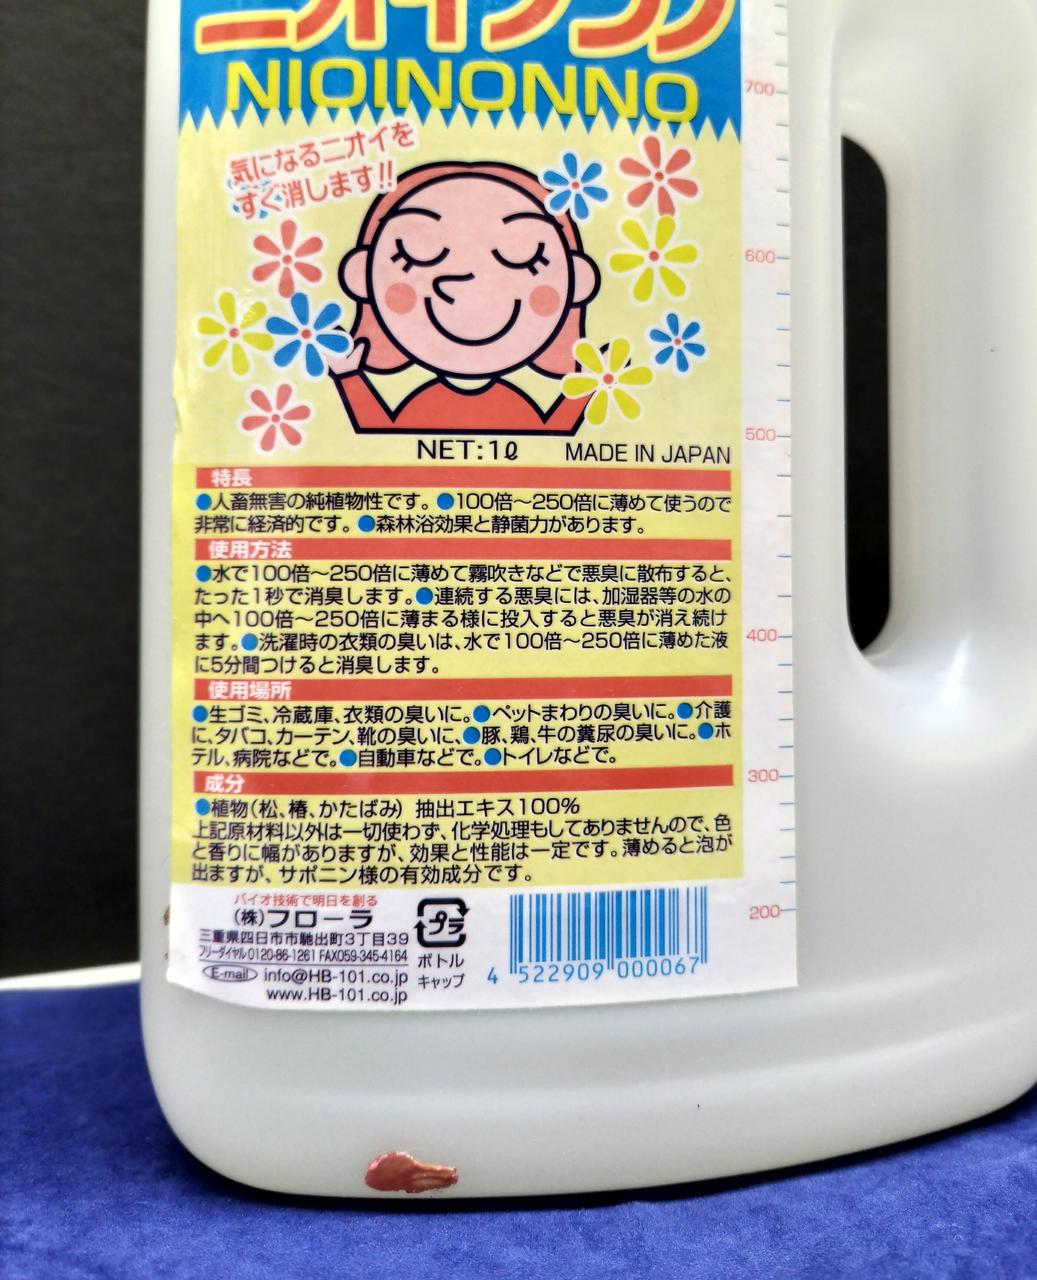 ニオイノンノ
NIOINONNO
気になるニオイを
すぐ消します!!
NET:1ℓ MADE IN JAPAN
特長
●人畜無害の純植物性です。●100倍〜250倍に薄めて使うので
非常に経済的です。●森林浴効果と静菌力があります。
使用方法
●水で100倍〜250倍に薄めて霧吹きなどで悪臭に散布すると、
たった1秒で消臭します。●連続する悪臭には、加湿器等の水の
中へ100倍〜250倍に薄まる様に投入すると悪臭が消え続け
ます。●洗濯時の衣類の臭いは、水で100倍〜250倍に薄めた液
に5分間つけると消臭します。
使用場所
●生ゴミ、冷蔵庫、衣類の臭いに。●ペットまわりの臭いに。●介護
に、タバコ、カーテン、靴の臭いに、●豚、鶏、牛の糞尿の臭いに。●ホ
テル、病院などで。●自動車などで。●トイレなどで。
成分
●植物(松、椿、かたばみ) 抽出エキス100%
上記原材料以外は一切使わず、化学処理もしてありませんので、色
と香りに幅がありますが、効果と性能は一定です。薄めると泡が
出ますが、サポニン様の有効成分です。
バイオ技術で明日を創る
(株)フローラ
三重県四日市市馳出町3丁目39
フリーダイヤル0120-86-1261 FAX059-345-4164
E-mail info@HB-101.co.jp
www.HB-101.co.jp
プラ
ボトル
キャップ
4 522909 000067
700
600
500
400
300
200